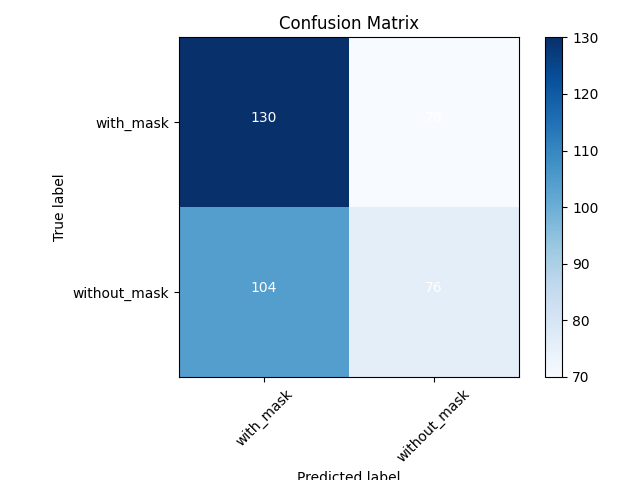 Confusion Matrix
130
120
110
100
90
80
70
True label
with_mask
without_mask
130
70
104
76
with_mask
without_mask
Predicted label